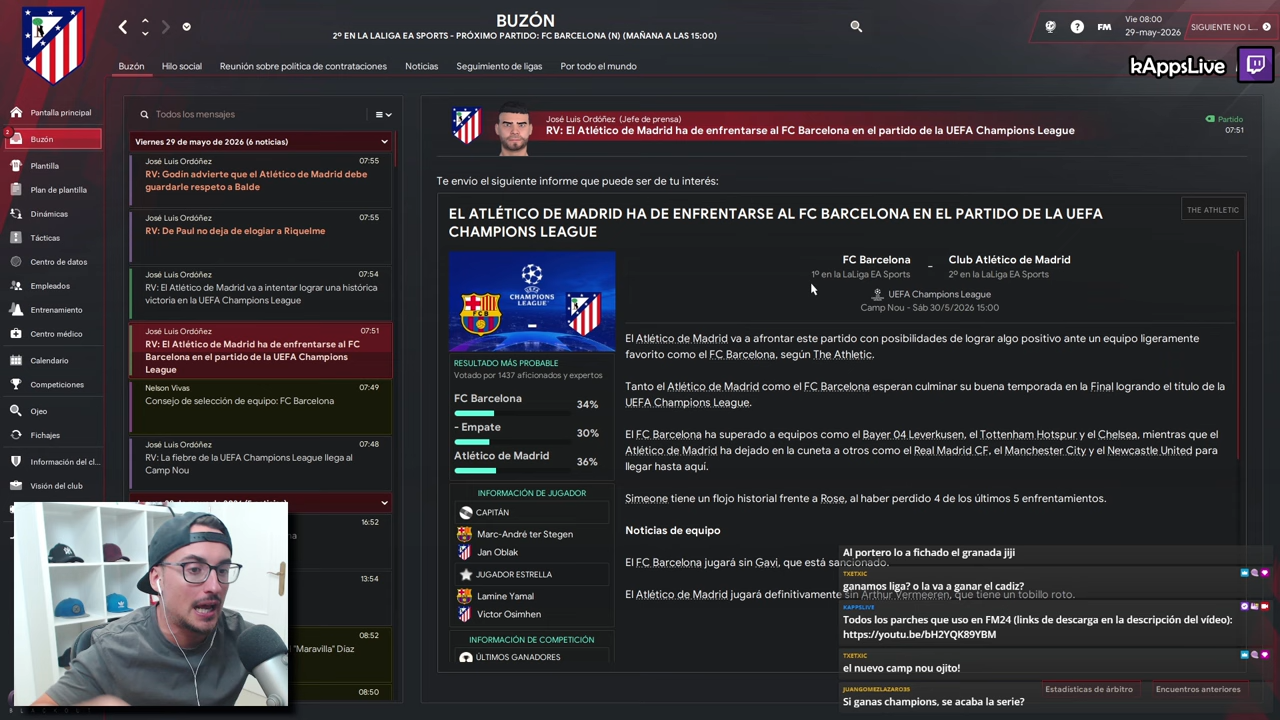 BUZÓN
2º EN LA LALIGA EA SPORTS - PRÓXIMO PARTIDO: FC BARCELONA (N) (MAÑANA A LAS 15:00)
FM
Vie 08:00
29-may-2026
SIGUIENTE NO L...
kAppsLive
Buzón
Hilo social
Reunión sobre política de contrataciones
Noticias
Seguimiento de ligas
Por todo el mundo
Pantalla principal
2
Buzón
Plantilla
Plan de plantilla
Dinámicas
Tácticas
Centro de datos
Empleados
Entrenamiento
Centro médico
Calendario
Competiciones
Ojeo
Fichajes
Información del cl...
Visión del club
Todos los mensajes
Viernes 29 de mayo de 2026 (6 noticias)
José Luis Ordóñez
07:55
RV: Godín advierte que el Atlético de Madrid debe
guardarle respeto a Balde
José Luis Ordóñez
07:55
RV: De Paul no deja de elogiar a Riquelme
José Luis Ordóñez
07:54
RV: El Atlético de Madrid va a intentar lograr una histórica
victoria en la UEFA Champions League
José Luis Ordóñez
07:51
RV: El Atlético de Madrid ha de enfrentarse al FC
Barcelona en el partido de la UEFA Champions
League
Nelson Vivas
07:49
Consejo de selección de equipo: FC Barcelona
José Luis Ordóñez
07:48
RV: La fiebre de la UEFA Champions League llega al
Camp Nou
16:52
13:54
08:52
"Maravilla" Díaz
08:50
José Luis Ordóñez (Jefe de prensa)
RV: El Atlético de Madrid ha de enfrentarse al FC Barcelona en el partido de la UEFA Champions League
Partido
07:51
Te envío el siguiente informe que puede ser de tu interés:
EL ATLÉTICO DE MADRID HA DE ENFRENTARSE AL FC BARCELONA EN EL PARTIDO DE LA UEFA
CHAMPIONS LEAGUE
THE ATHLETIC
CHAMPIONS
LEAGUE
FC Barcelona
1º en la LaLiga EA Sports
-
Club Atlético de Madrid
2º en la LaLiga EA Sports
UEFA Champions League
Camp Nou - Sáb 30/5/2026 15:00
RESULTADO MÁS PROBABLE
Votado por 1437 aficionados y expertos
FC Barcelona
34%
- Empate
30%
Atlético de Madrid
36%
INFORMACIÓN DE JUGADOR
CAPITÁN
Marc-André ter Stegen
Jan Oblak
JUGADOR ESTRELLA
Lamine Yamal
Victor Osimhen
INFORMACIÓN DE COMPETICIÓN
ÚLTIMOS GANADORES
El Atlético de Madrid va a afrontar este partido con posibilidades de lograr algo positivo ante un equipo ligeramente
favorito como el FC Barcelona, según The Athletic.
Tanto el Atlético de Madrid como el FC Barcelona esperan culminar su buena temporada en la Final logrando el título de la
UEFA Champions League.
El FC Barcelona ha superado a equipos como el Bayer 04 Leverkusen, el Tottenham Hotspur y el Chelsea, mientras que el
Atlético de Madrid ha dejado en la cuneta a otros como el Real Madrid CF, el Manchester City y el Newcastle United para
llegar hasta aquí.
Simeone tiene un flojo historial frente a Rose, al haber perdido 4 de los últimos 5 enfrentamientos.
Noticias de equipo
El FC Barcelona jugará sin Gavi, que está sancionado.
El Atlético de Madrid jugará definitivamente sin Arthur Vermeeren, que tiene un tobillo roto.
Al portero lo a fichado el granada jiji
TXETXIC
ganamos liga? o la va a ganar el cadiz?
KAPPSLIVE
Todos los parches que uso en FM24 (links de descarga en la descripción del vídeo):
https://youtu.be/bH2YQK89YBM
TXETXIC
el nuevo camp nou ojito!
JUANGOMEZLAZARO35
Si ganas champions, se acaba la serie?
Estadísticas de árbitro
Encuentros anteriores